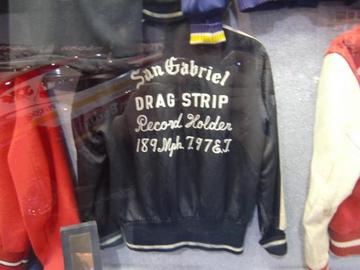 San Gabriel
DRAG STRIP
Record Holder
189 Mph 7.97 E.T.